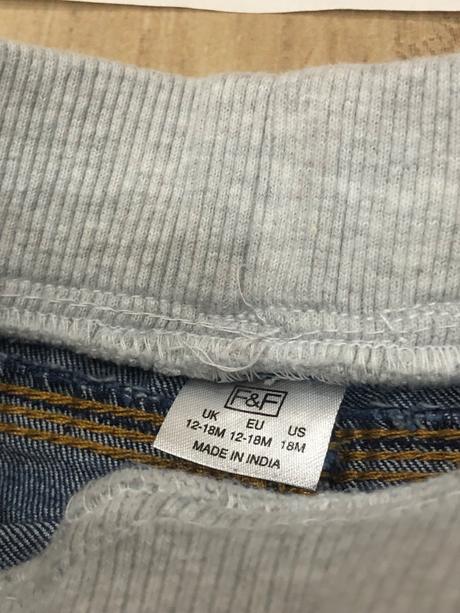 F&F
UK EU US
12-18M 12-18M 18M
MADE IN INDIA